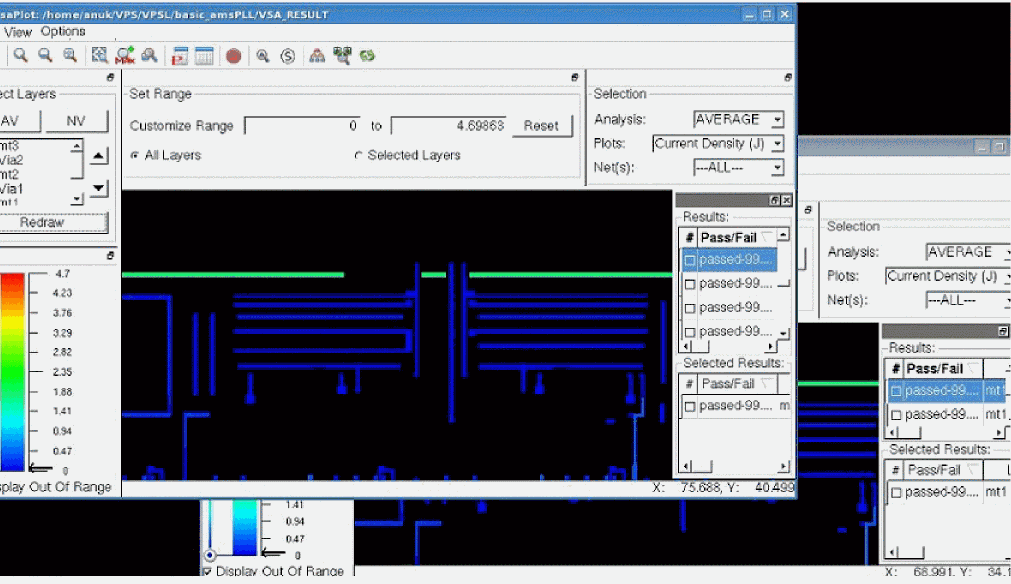 saPlot: /home/anuk/VPS/VPSL/basic_amsPLL/VSA_RESULT
View Options
ect Layers
AV NV
mt3
Via2
mt2
Via1
mt1
Redraw
Set Range
Customize Range 0 to 4.69863 Reset
All Layers Selected Layers
Selection
Analysis: AVERAGE
Plots: Current Density (J)
Net(s): ---ALL---
Results:
# Pass/Fail
passed-99....
passed-99....
passed-99....
passed-99....
Selected Results:
# Pass/Fail
passed-99.... m
4.7
4.23
3.76
3.29
2.82
2.35
1.88
1.41
0.94
0.47
0
splay Out Of Range
X: 75.688, Y: 40.499
Selection
Analysis: AVERAGE
Plots: Current Density (J)
Net(s): ---ALL---
Results:
# Pass/Fail
passed-99.... mt1
passed-99.... mt1
Selected Results:
# Pass/Fail
passed-99.... mt1
1.41
0.94
0.47
0
Display Out Of Range
X: 68.991, Y: 34.1